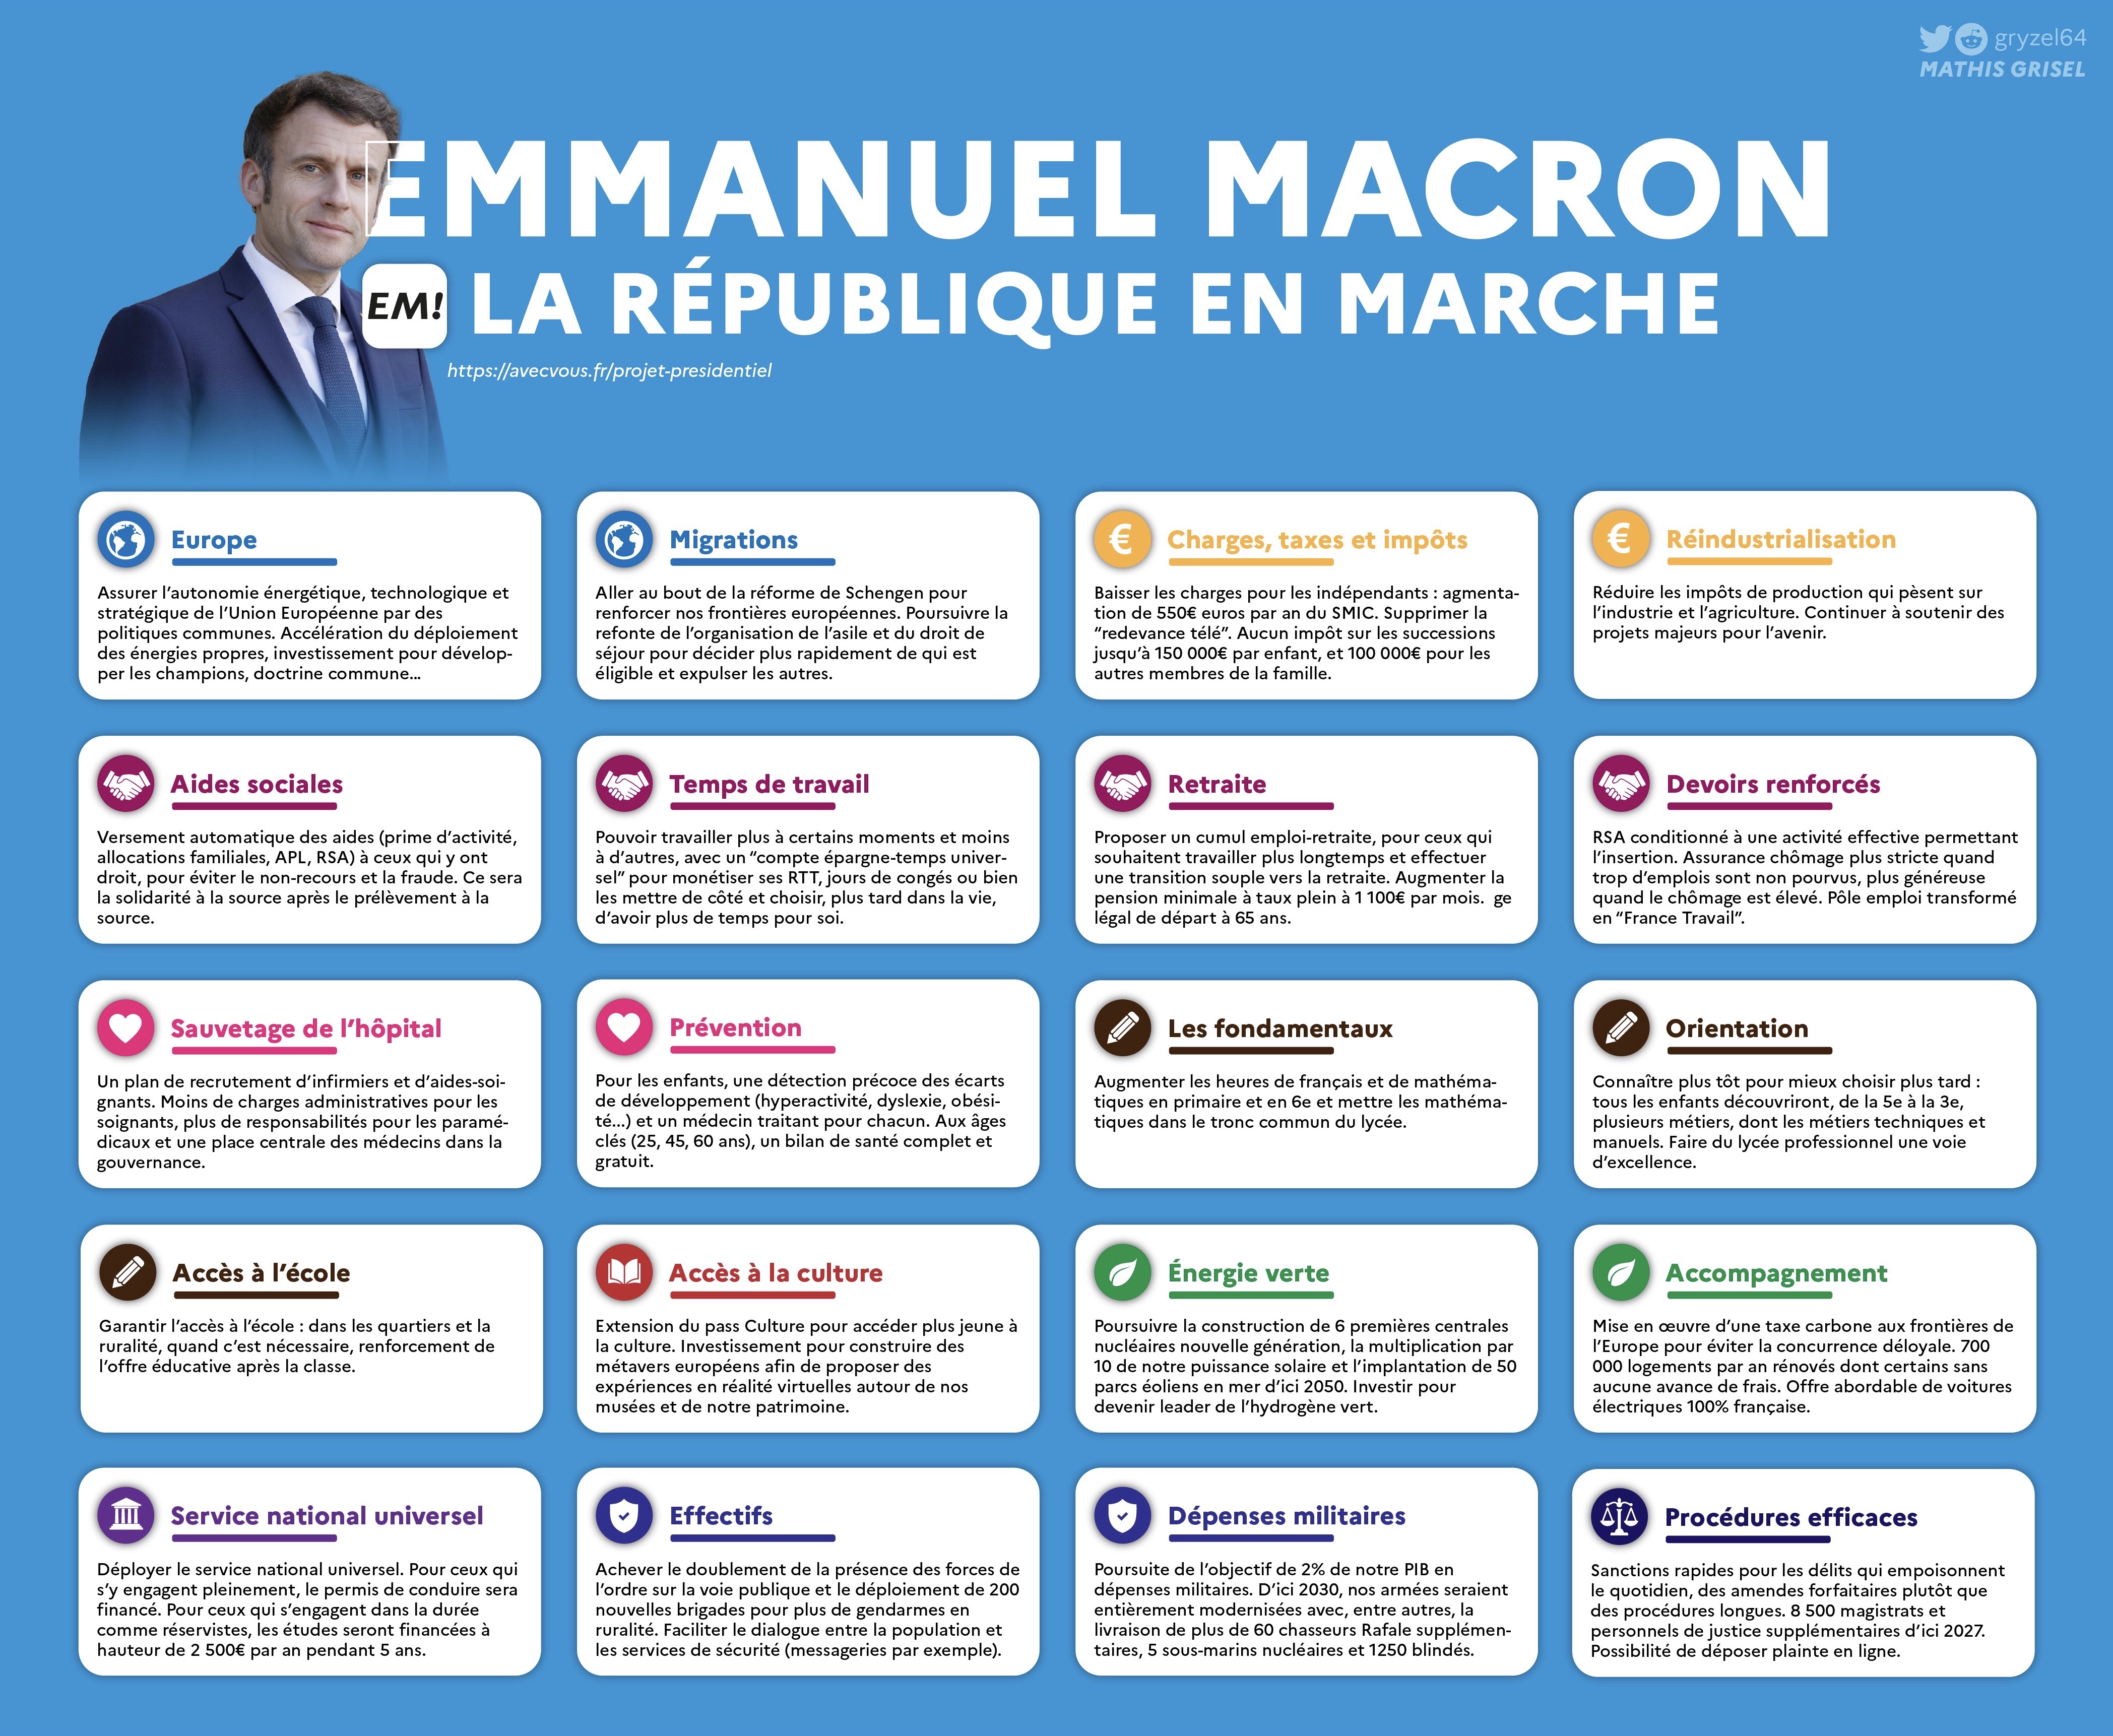 gryzel64
MATHIS GRISEL
EMMANUEL MACRON
EM! LA RÉPUBLIQUE EN MARCHE
https://avecvous.fr/projet-presidentiel
Europe
Assurer l’autonomie énergétique, technologique et
stratégique de l’Union Européenne par des
politiques communes. Accélération du déploiement
des énergies propres, investissement pour dévelop-
per les champions, doctrine commune...
Migrations
Aller au bout de la réforme de Schengen pour
renforcer nos frontières européennes. Poursuivre la
refonte de l’organisation de l’asile et du droit de
séjour pour décider plus rapidement de qui est
éligible et expulser les autres.
Charges, taxes et impôts
Baisser les charges pour les indépendants : agmenta-
tion de 550€ euros par an du SMIC. Supprimer la
“redevance télé”. Aucun impôt sur les successions
jusqu’à 150 000€ par enfant, et 100 000€ pour les
autres membres de la famille.
Réindustrialisation
Réduire les impôts de production qui pèsent sur
l’industrie et l’agriculture. Continuer à soutenir des
projets majeurs pour l’avenir.
Aides sociales
Versement automatique des aides (prime d’activité,
allocations familiales, APL, RSA) à ceux qui y ont
droit, pour éviter le non-recours et la fraude. Ce sera
la solidarité à la source après le prélèvement à la
source.
Temps de travail
Pouvoir travailler plus à certains moments et moins
à d’autres, avec un “compte épargne-temps univer-
sel” pour monétiser ses RTT, jours de congés ou bien
les mettre de côté et choisir, plus tard dans la vie,
d’avoir plus de temps pour soi.
Retraite
Proposer un cumul emploi-retraite, pour ceux qui
souhaitent travailler plus longtemps et effectuer
une transition souple vers la retraite. Augmenter la
pension minimale à taux plein à 1 100€ par mois.  ge
légal de départ à 65 ans.
Devoirs renforcés
RSA conditionné à une activité effective permettant
l’insertion. Assurance chômage plus stricte quand
trop d’emplois sont non pourvus, plus généreuse
quand le chômage est élevé. Pôle emploi transformé
en “France Travail”.
Sauvetage de l’hôpital
Un plan de recrutement d’infirmiers et d’aides-soi-
gnants. Moins de charges administratives pour les
soignants, plus de responsabilités pour les paramé-
dicaux et une place centrale des médecins dans la
gouvernance.
Prévention
Pour les enfants, une détection précoce des écarts
de développement (hyperactivité, dyslexie, obési-
té...) et un médecin traitant pour chacun. Aux âges
clés (25, 45, 60 ans), un bilan de santé complet et
gratuit.
Les fondamentaux
Augmenter les heures de français et de mathéma-
tiques en primaire et en 6e et mettre les mathéma-
tiques dans le tronc commun du lycée.
Orientation
Connaître plus tôt pour mieux choisir plus tard :
tous les enfants découvriront, de la 5e à la 3e,
plusieurs métiers, dont les métiers techniques et
manuels. Faire du lycée professionnel une voie
d’excellence.
Accès à l’école
Garantir l’accès à l’école : dans les quartiers et la
ruralité, quand c’est nécessaire, renforcement de
l’offre éducative après la classe.
Accès à la culture
Extension du pass Culture pour accéder plus jeune à
la culture. Investissement pour construire des
métavers européens afin de proposer des
expériences en réalité virtuelles autour de nos
musées et de notre patrimoine.
Énergie verte
Poursuivre la construction de 6 premières centrales
nucléaires nouvelle génération, la multiplication par
10 de notre puissance solaire et l’implantation de 50
parcs éoliens en mer d’ici 2050. Investir pour
devenir leader de l’hydrogène vert.
Accompagnement
Mise en œuvre d’une taxe carbone aux frontières de
l’Europe pour éviter la concurrence déloyale. 700
000 logements par an rénovés dont certains sans
aucune avance de frais. Offre abordable de voitures
électriques 100% française.
Service national universel
Déployer le service national universel. Pour ceux qui
s’y engagent pleinement, le permis de conduire sera
financé. Pour ceux qui s’engagent dans la durée
comme réservistes, les études seront financées à
hauteur de 2 500€ par an pendant 5 ans.
Effectifs
Achever le doublement de la présence des forces de
l’ordre sur la voie publique et le déploiement de 200
nouvelles brigades pour plus de gendarmes en
ruralité. Faciliter le dialogue entre la population et
les services de sécurité (messageries par exemple).
Dépenses militaires
Poursuite de l’objectif de 2% de notre PIB en
dépenses militaires. D’ici 2030, nos armées seraient
entièrement modernisées avec, entre autres, la
livraison de plus de 60 chasseurs Rafale supplémen-
taires, 5 sous-marins nucléaires et 1250 blindés.
Procédures efficaces
Sanctions rapides pour les délits qui empoisonnent
le quotidien, des amendes forfaitaires plutôt que
des procédures longues. 8 500 magistrats et
personnels de justice supplémentaires d’ici 2027.
Possibilité de déposer plainte en ligne.